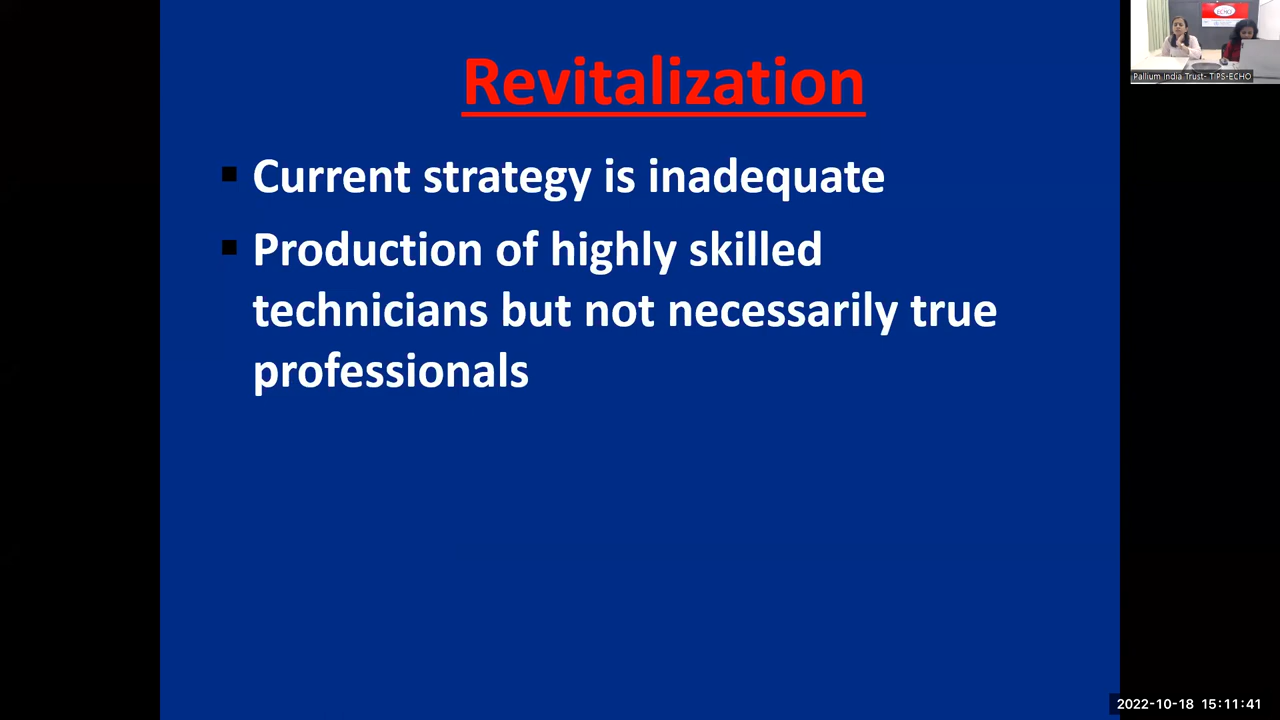 Revitalization
Current strategy is inadequate
Production of highly skilled
technicians but not necessarily true
professionals
ECHO
Pallium India Trust- TIPS-ECHO
2022-10-18 15:11:41